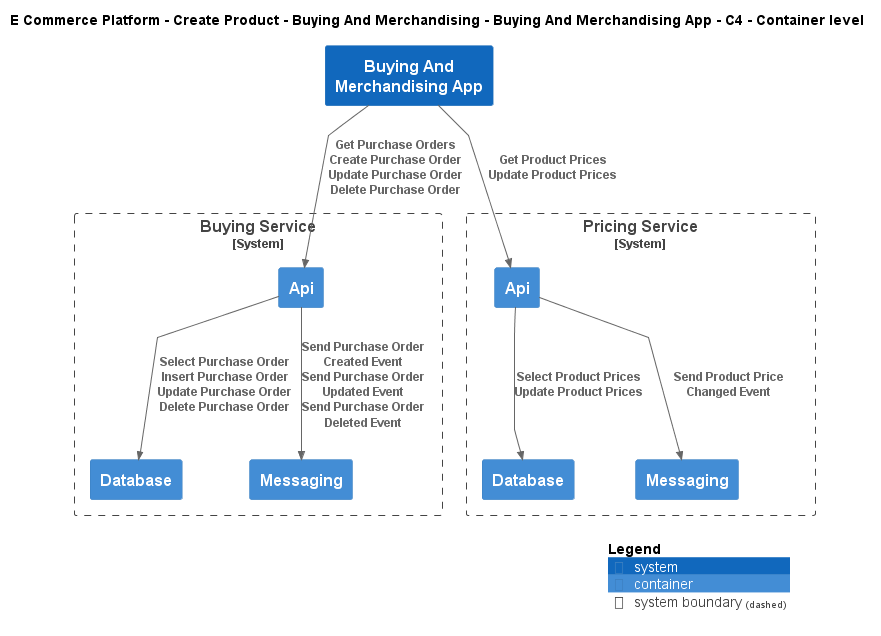 E Commerce Platform - Create Product - Buying And Merchandising - Buying And Merchandising App - C4 - Container level
Buying And
Merchandising App
Get Purchase Orders
Create Purchase Order
Update Purchase Order
Delete Purchase Order
Get Product Prices
Update Product Prices
Buying Service
[System]
Pricing Service
[System]
Api
Api
Select Purchase Order
Insert Purchase Order
Update Purchase Order
Delete Purchase Order
Send Purchase Order
Created Event
Send Purchase Order
Updated Event
Send Purchase Order
Deleted Event
Select Product Prices
Update Product Prices
Send Product Price
Changed Event
Database
Messaging
Database
Messaging
Legend
system
container
system boundary (dashed)